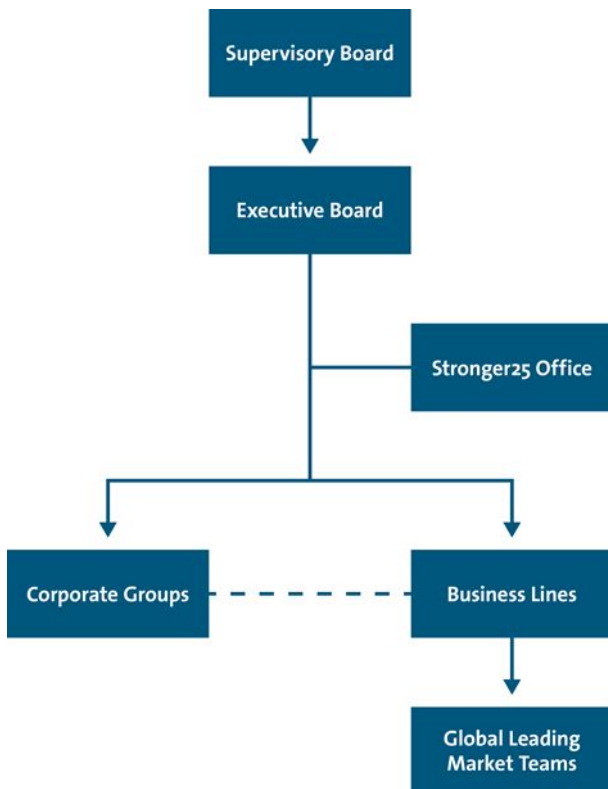 Supervisory Board
Executive Board
Stronger25 Office
Corporate Groups
Business Lines
Global Leading
Market Teams